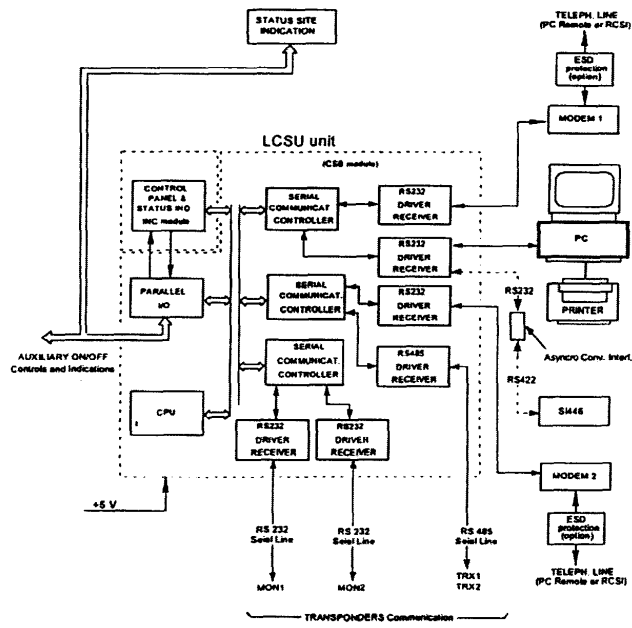 STATUS SITE
INDICATION
TELEPH. LINE
(PC Remote or RCSI)
ESD
protection
(option)
MODEM 1
LCSU unit
(CSB module)
CONTROL
PANEL &
STATUS IND
INC module
SERIAL
COMMUNICAT.
CONTROLLER
RS232
DRIVER
RECEIVER
RS232
DRIVER
RECEIVER
PC
PARALLEL
I/O
SERIAL
COMMUNICAT.
CONTROLLER
RS232
DRIVER
RECEIVER
RS232
PRINTER
AUXILIARY ON/OFF
Controls and Indications
SERIAL
COMMUNICAT.
CONTROLLER
RS485
DRIVER
RECEIVER
Asyncro Conv. Interf.
RS422
CPU
SI446
RS232
DRIVER
RECEIVER
RS232
DRIVER
RECEIVER
MODEM 2
+5 V
RS 232
Seiel Line
RS 232
Seiel Line
RS 485
Seiel Line
ESD
protection
(option)
MON1
MON2
TRX1
TRX2
TELEPH. LINE
(PC Remote or RCSI)
TRANSPONDERS Communication